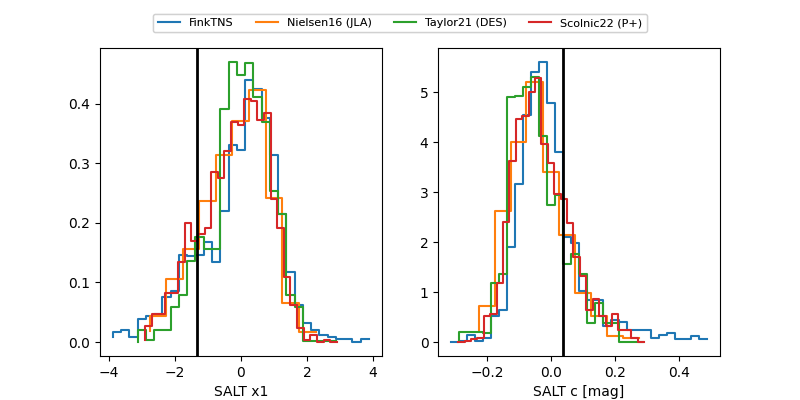 FinkTNS Nielsen16 (JLA) Taylor21 (DES) Scolnic22 (P+)
0.4
0.3
0.2
0.1
0.0
−4 −2 0 2 4
SALT x1
5
4
3
2
1
0
−0.2 0.0 0.2 0.4
SALT c [mag]